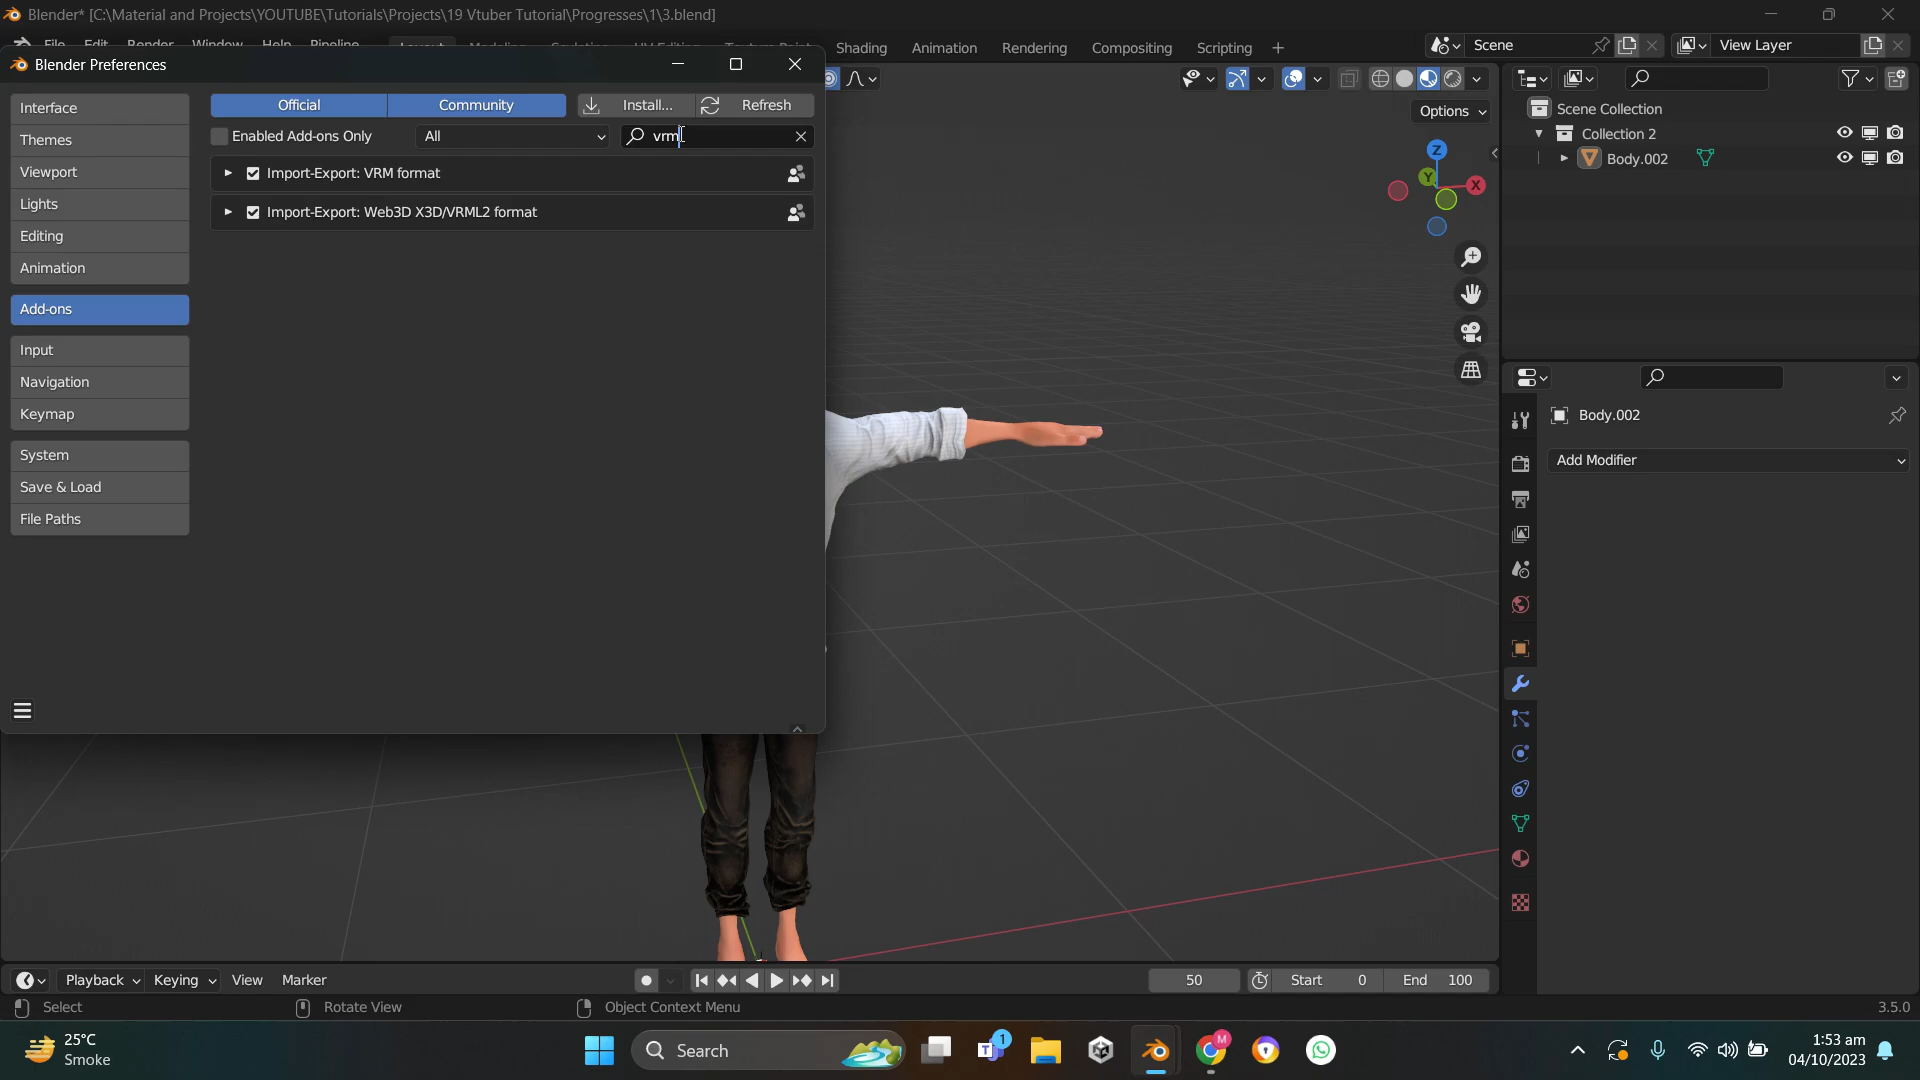 Blender* [C:\Material and Projects\YOUTUBE\Tutorials\Projects\19 Vtuber Tutorial\Progresses\1\3.blend]
File Edit Render Window Help Pipeline Layout Modeling Sculpting UV Editing Texture Paint Shading Animation Rendering Compositing Scripting +
Scene
View Layer
Blender Preferences
Interface
Themes
Viewport
Lights
Editing
Animation
Add-ons
Input
Navigation
Keymap
System
Save & Load
File Paths
Official Community Install... Refresh
Enabled Add-ons Only All vrm
Import-Export: VRM format
Import-Export: Web3D X3D/VRML2 format
Options
Z
Y
X
Scene Collection
Collection 2
Body.002
Body.002
Add Modifier
Playback Keying View Marker 50 Start 0 End 100
Select Rotate View Object Context Menu 3.5.0
25°C
Smoke
Search
1
M
1:53 am
04/10/2023